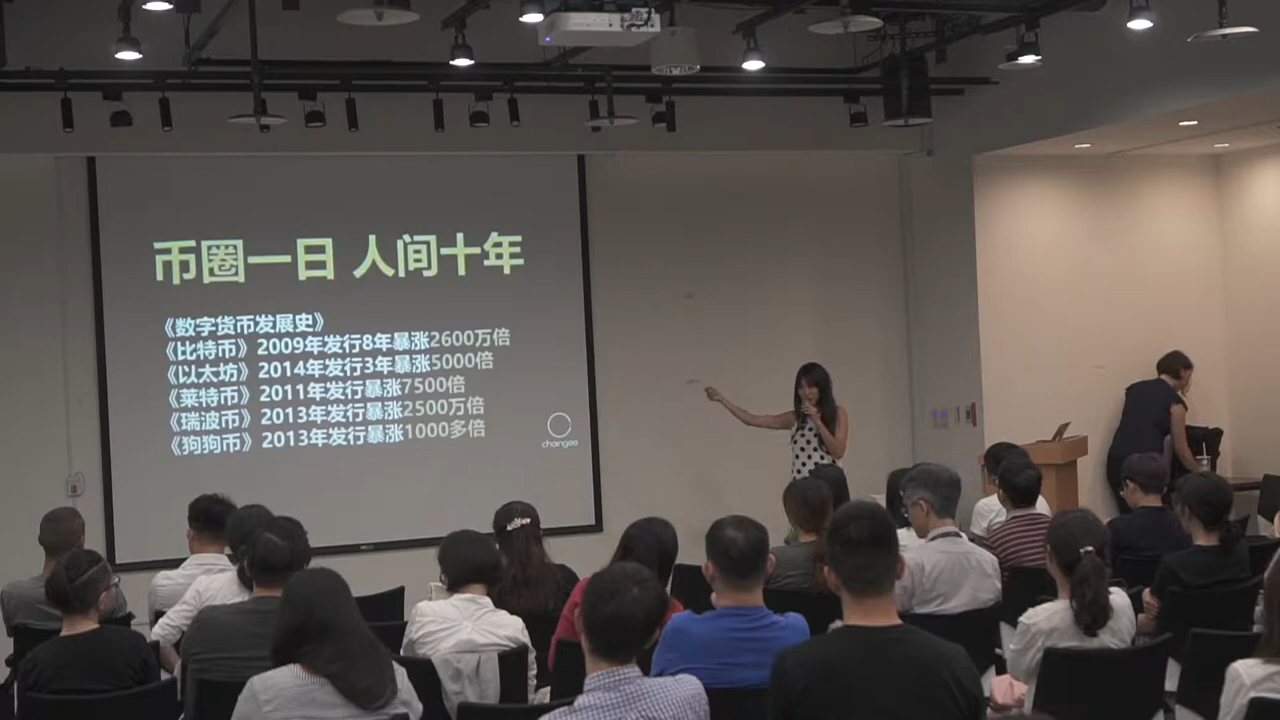 币圈一日 人间十年
《数字货币发展史》
《比特币》2009年发行8年暴涨2600万倍
《以太坊》2014年发行3年暴涨5000倍
《莱特币》2011年发行暴涨7500倍
《瑞波币》2013年发行暴涨2500万倍
《狗狗币》2013年发行暴涨1000多倍
changee